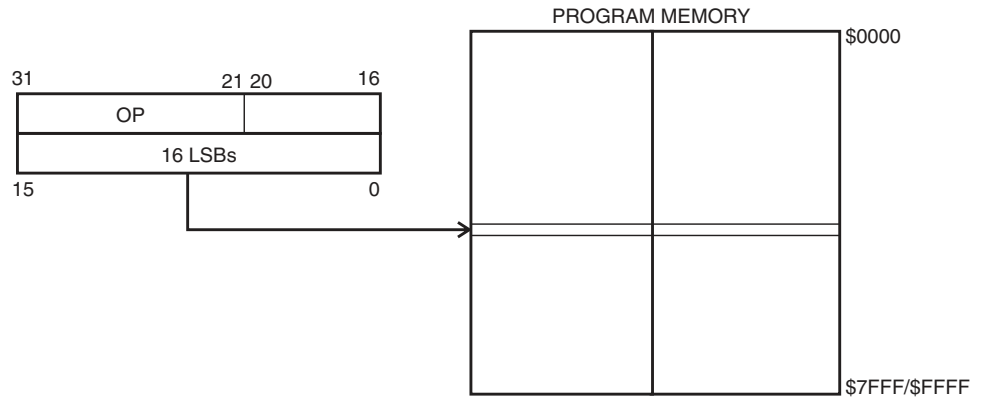 PROGRAM MEMORY
$0000
31 21 20 16
OP
16 LSBs
15 0
$7FFF/$FFFF